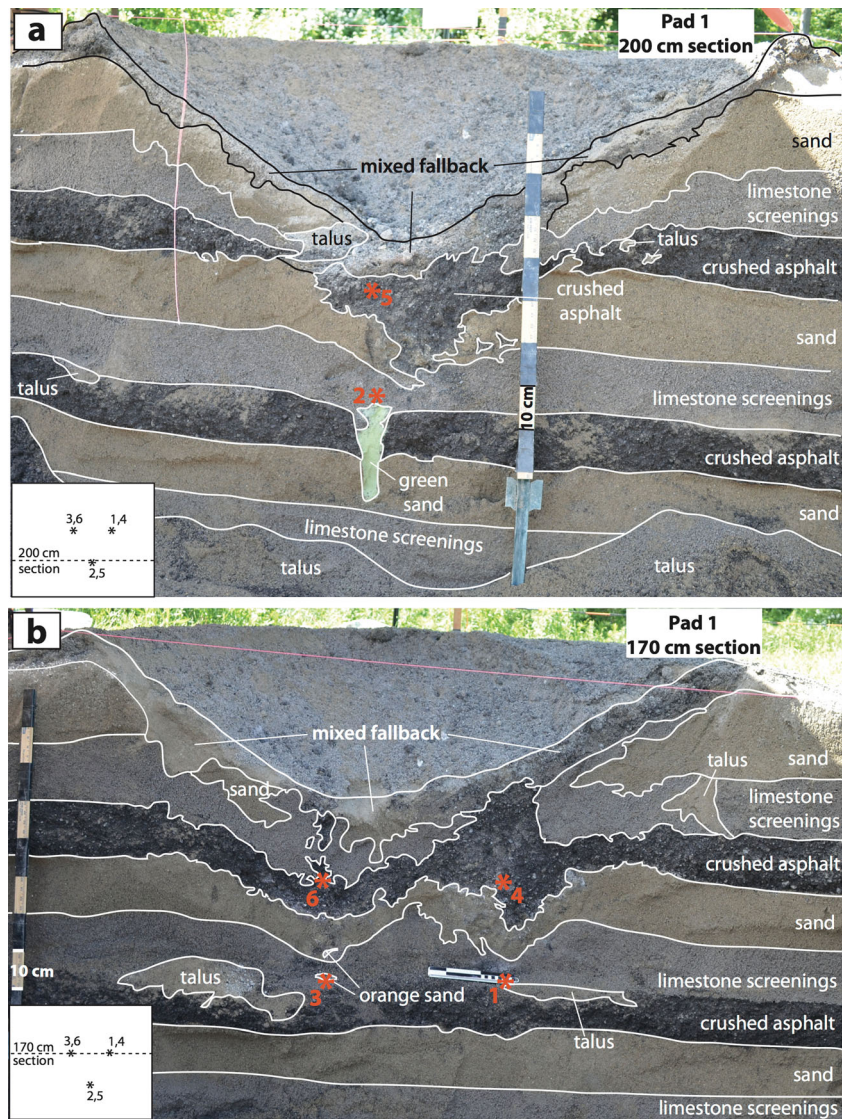 a
Pad 1
200 cm section
mixed fallback
sand
limestone
screenings
talus
talus
crushed asphalt
*5
crushed
asphalt
sand
talus
2*
limestone screenings
10 cm
crushed asphalt
green
sand
sand
limestone screenings
talus
talus
3,6 1,4
* *
200 cm
section
*
2,5
b
Pad 1
170 cm section
mixed fallback
talus
sand
sand
limestone
screenings
crushed asphalt
*
6
*
4
sand
10 cm
talus
*
3
orange sand
*
1
limestone screenings
talus
crushed asphalt
3,6 1,4
170 cm
section
* *
*
2,5
sand
limestone screenings